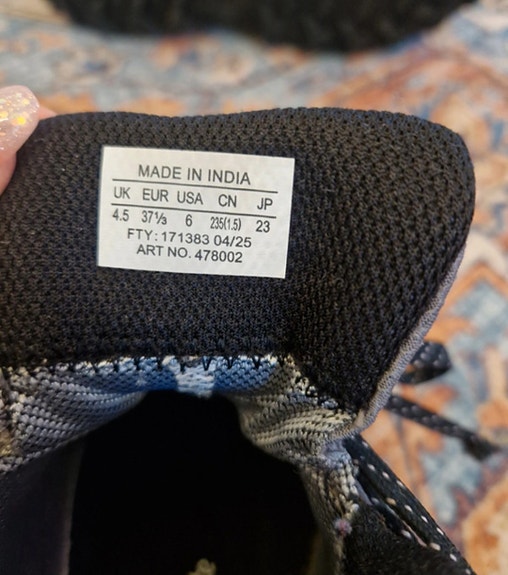 MADE IN INDIA
UK EUR USA CN JP
4.5 37⅓ 6 235(1.5) 23
FTY: 171383 04/25
ART NO. 478002